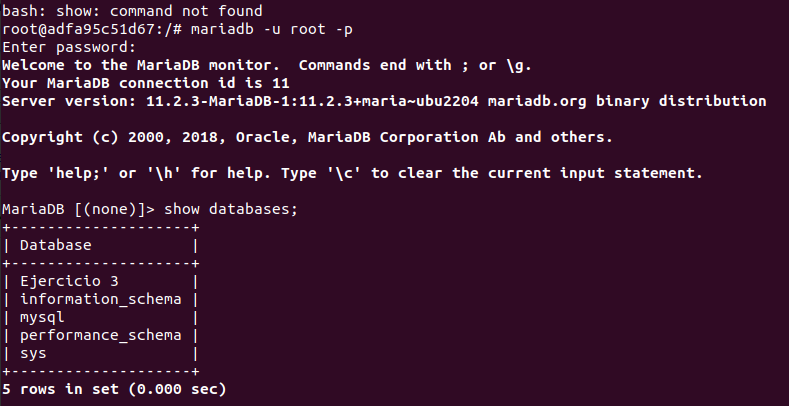 bash: show: command not found
root@adfa95c51d67:/# mariadb -u root -p
Enter password:
Welcome to the MariaDB monitor.  Commands end with ; or \g.
Your MariaDB connection id is 11
Server version: 11.2.3-MariaDB-1:11.2.3+maria~ubu2204 mariadb.org binary distribution
Copyright (c) 2000, 2018, Oracle, MariaDB Corporation Ab and others.
Type 'help;' or '\h' for help. Type '\c' to clear the current input statement.
MariaDB [(none)]> show databases;
+--------------------+
| Database           |
+--------------------+
| Ejercicio 3        |
| information_schema |
| mysql              |
| performance_schema |
| sys                |
+--------------------+
5 rows in set (0.000 sec)